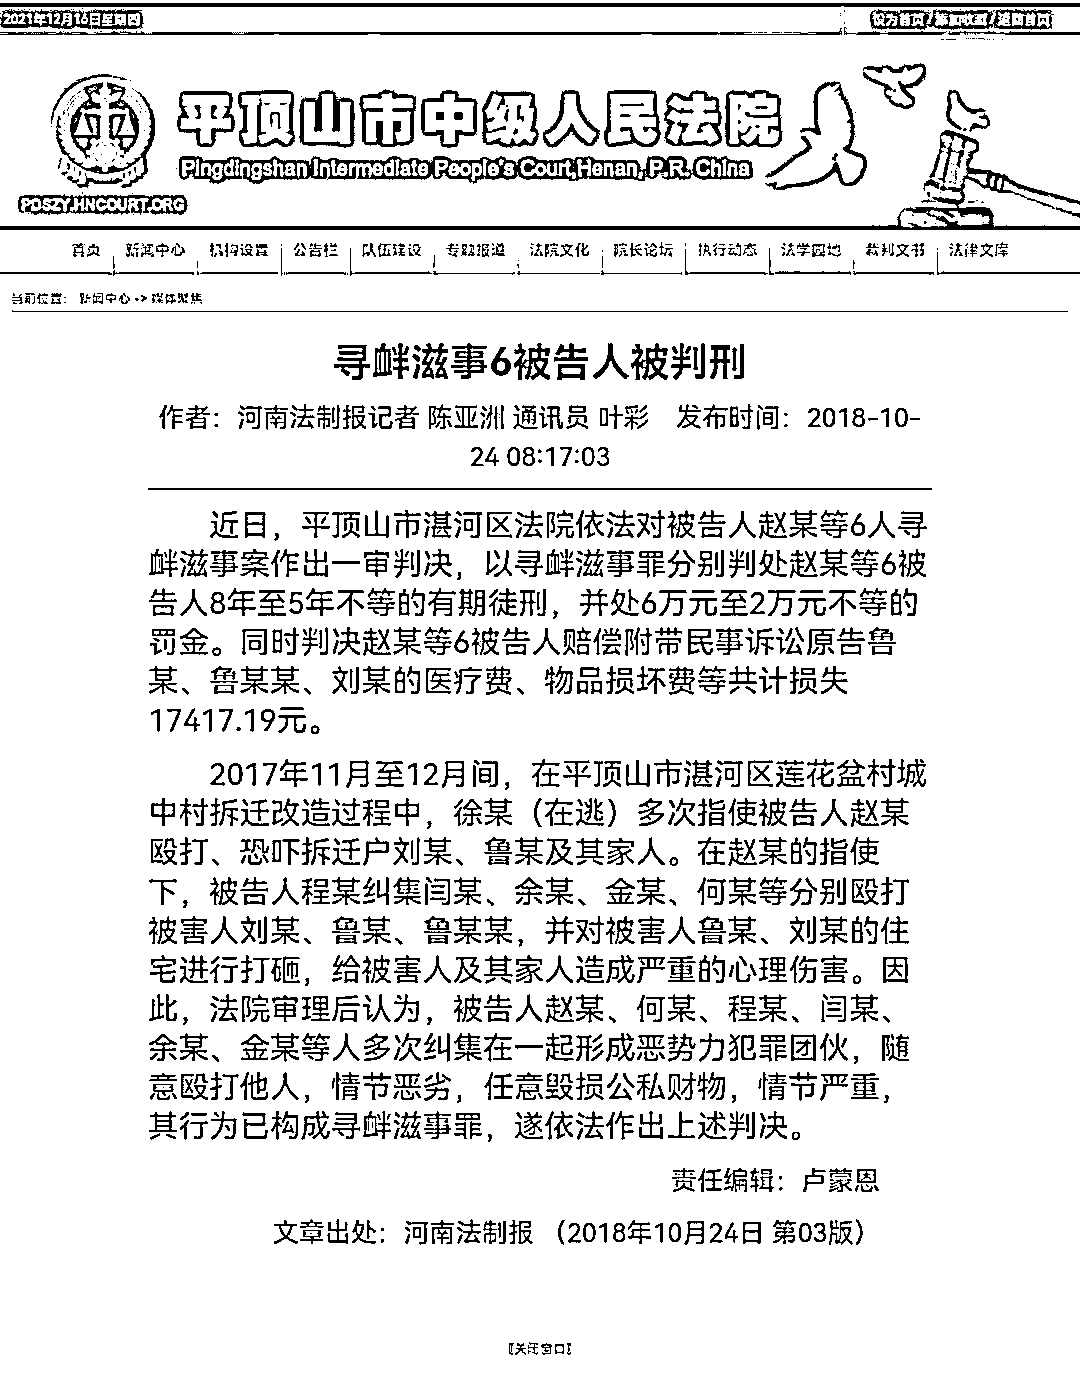 2021年12月16日星期四
设为首页/添加收藏/返回首页
平顶山市中级人民法院
Pingdingshan Intermediate People's Court,Henan, P.R. China
PDSZY.HNCOURT.ORG
首页 新闻中心 机构设置 公告栏 队伍建设 专题报道 法院文化 院长论坛 执行动态 法学园地 裁判文书 法律文库
当前位置: 新闻中心 -> 媒体聚焦
寻衅滋事6被告人被判刑
作者：河南法制报记者 陈亚洲 通讯员 叶彩 发布时间：2018-10-
24 08:17:03
近日，平顶山市湛河区法院依法对被告人赵某等6人寻
衅滋事案作出一审判决，以寻衅滋事罪分别判处赵某等6被
告人8年至5年不等的有期徒刑，并处6万元至2万元不等的
罚金。同时判决赵某等6被告人赔偿附带民事诉讼原告鲁
某、鲁某某、刘某的医疗费、物品损坏费等共计损失
17417.19元。
2017年11月至12月间，在平顶山市湛河区莲花盆村城
中村拆迁改造过程中，徐某（在逃）多次指使被告人赵某
殴打、恐吓拆迁户刘某、鲁某及其家人。在赵某的指使
下，被告人程某纠集闫某、余某、金某、何某等分别殴打
被害人刘某、鲁某、鲁某某，并对被害人鲁某、刘某的住
宅进行打砸，给被害人及其家人造成严重的心理伤害。因
此，法院审理后认为，被告人赵某、何某、程某、闫某、
余某、金某等人多次纠集在一起形成恶势力犯罪团伙，随
意殴打他人，情节恶劣，任意毁损公私财物，情节严重，
其行为已构成寻衅滋事罪，遂依法作出上述判决。
责任编辑：卢蒙恩
文章出处：河南法制报 （2018年10月24日 第03版）
【关闭窗口】